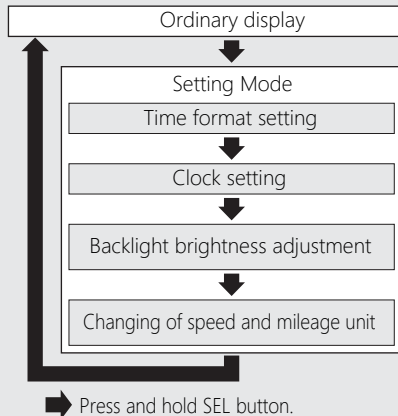 Ordinary display
Setting Mode
Time format setting
Clock setting
Backlight brightness adjustment
Changing of speed and mileage unit
Press and hold SEL button.